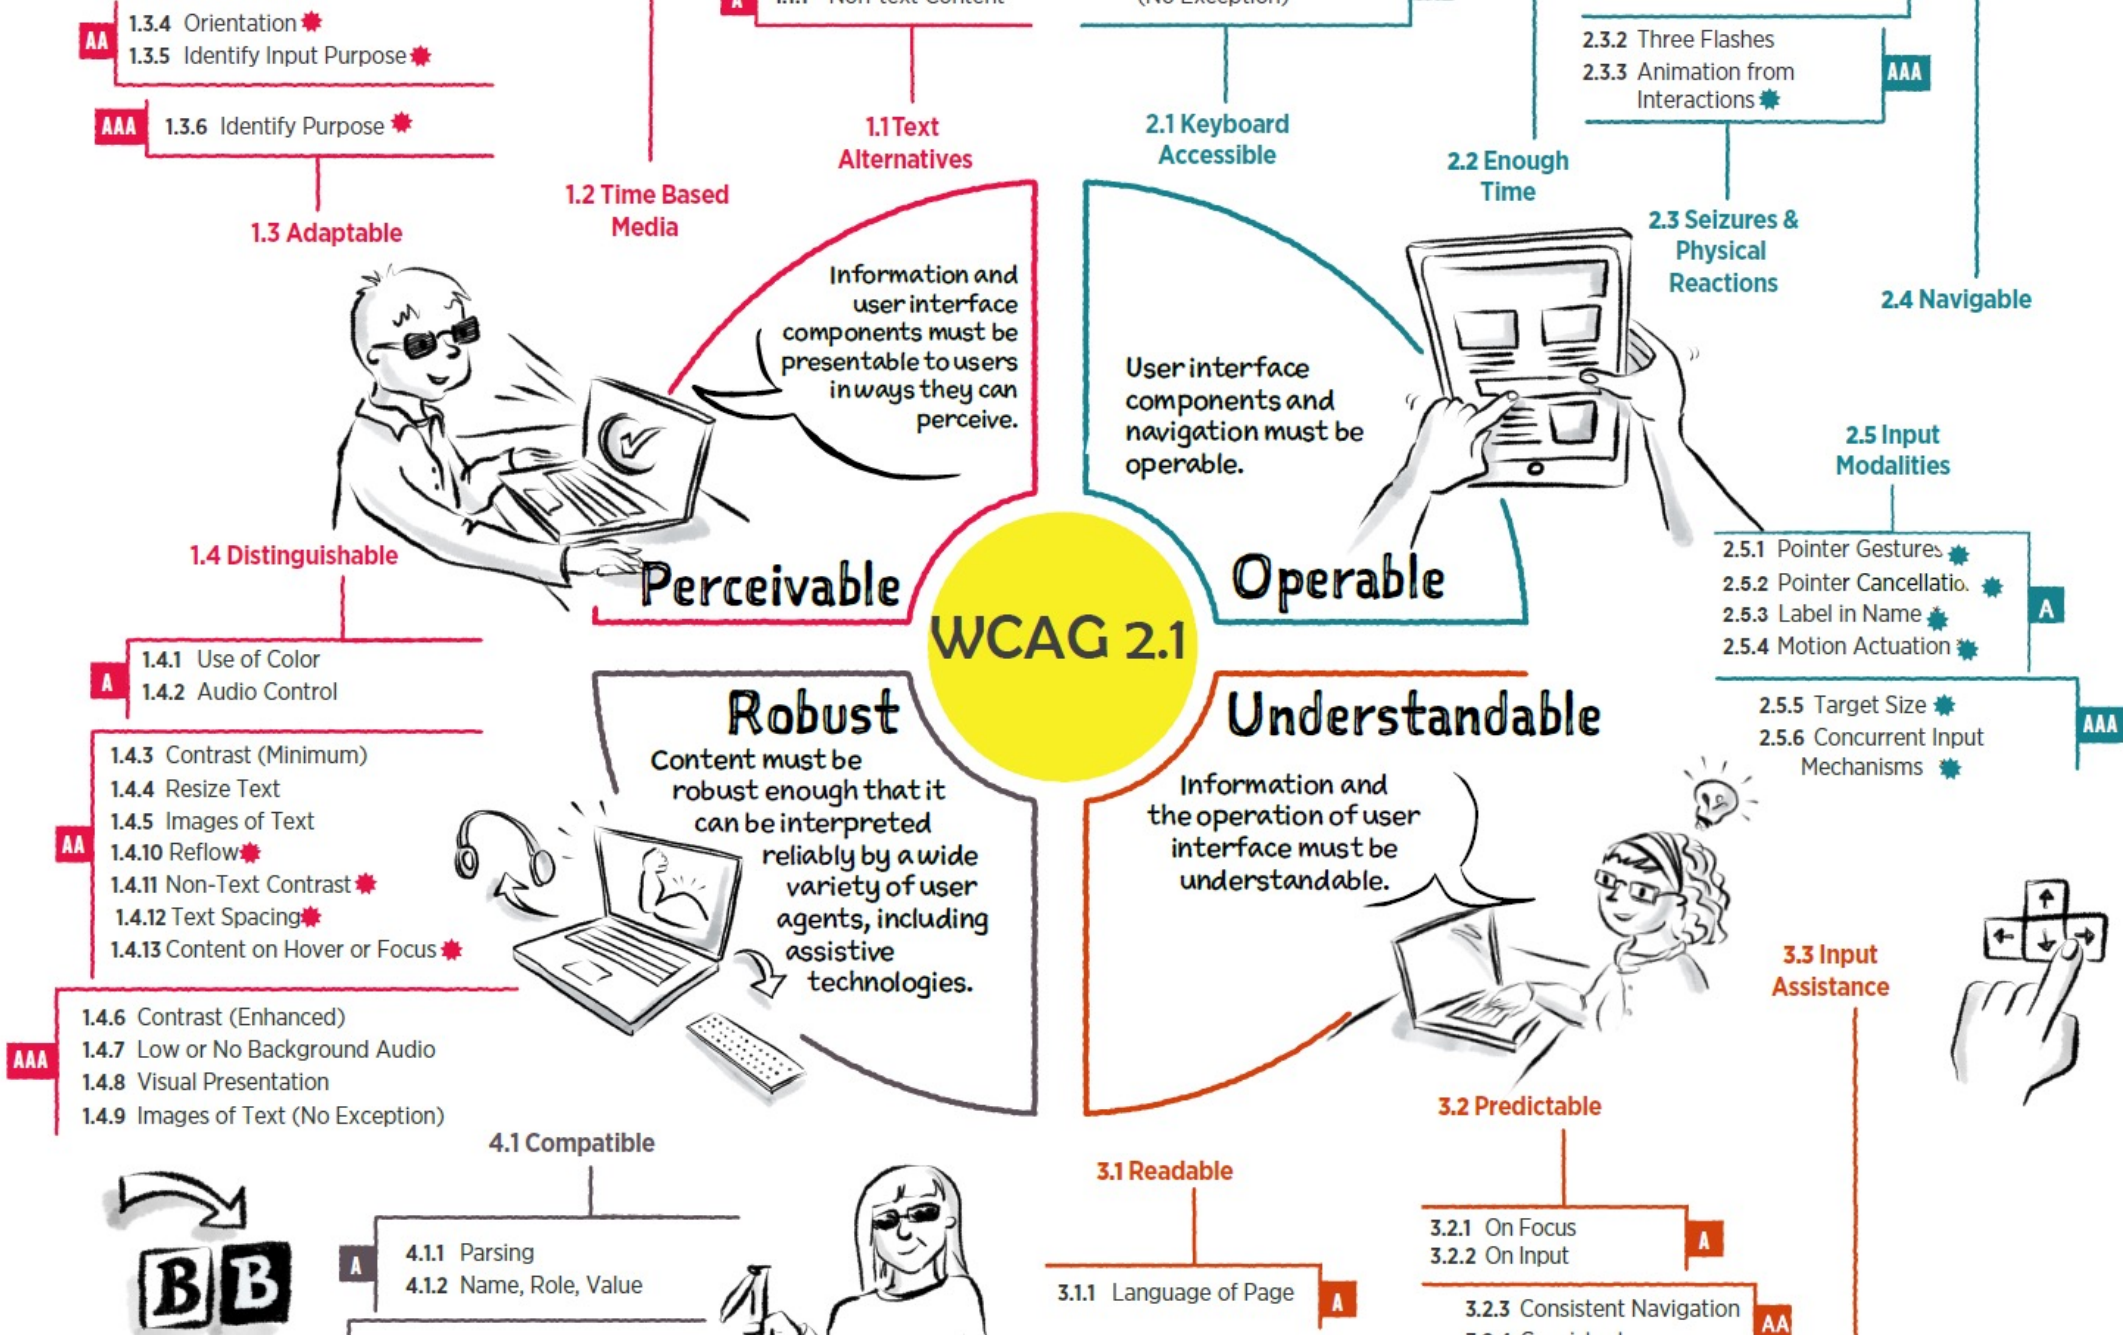 1.3.4 Orientation
AA
1.3.5 Identify Input Purpose
AAA
1.3.6 Identify Purpose
1.3 Adaptable
1.2 Time Based
Media
A
1.1.1 Non-text Content
1.1 Text
Alternatives
(No Exception)
2.1 Keyboard
Accessible
2.2 Enough
Time
2.3.2 Three Flashes
2.3.3 Animation from
Interactions
AAA
2.3 Seizures &
Physical
Reactions
2.4 Navigable
Information and
user interface
components must be
presentable to users
in ways they can
perceive.
Perceivable
User interface
components and
navigation must be
operable.
Operable
2.5 Input
Modalities
2.5.1 Pointer Gestures
2.5.2 Pointer Cancellatio.
2.5.3 Label in Name
2.5.4 Motion Actuation
A
2.5.5 Target Size
2.5.6 Concurrent Input
Mechanisms
AAA
WCAG 2.1
1.4 Distinguishable
1.4.1 Use of Color
1.4.2 Audio Control
A
1.4.3 Contrast (Minimum)
1.4.4 Resize Text
1.4.5 Images of Text
1.4.10 Reflow
1.4.11 Non-Text Contrast
1.4.12 Text Spacing
1.4.13 Content on Hover or Focus
AA
1.4.6 Contrast (Enhanced)
1.4.7 Low or No Background Audio
1.4.8 Visual Presentation
1.4.9 Images of Text (No Exception)
AAA
Robust
Content must be
robust enough that it
can be interpreted
reliably by a wide
variety of user
agents, including
assistive
technologies.
Understandable
Information and
the operation of user
interface must be
understandable.
3.3 Input
Assistance
3.2 Predictable
3.2.1 On Focus
3.2.2 On Input
A
3.2.3 Consistent Navigation
AA
3.1 Readable
3.1.1 Language of Page
A
4.1 Compatible
4.1.1 Parsing
4.1.2 Name, Role, Value
A
B B